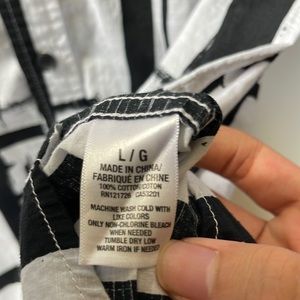 L / G
MADE IN CHINA/
FABRIQUÉ EN CHINE
100% COTTON/COTON
RN121726 CA53201
MACHINE WASH COLD WITH
LIKE COLORS
ONLY NON-CHLORINE BLEACH
WHEN NEEDED
TUMBLE DRY LOW
WARM IRON IF NEEDED